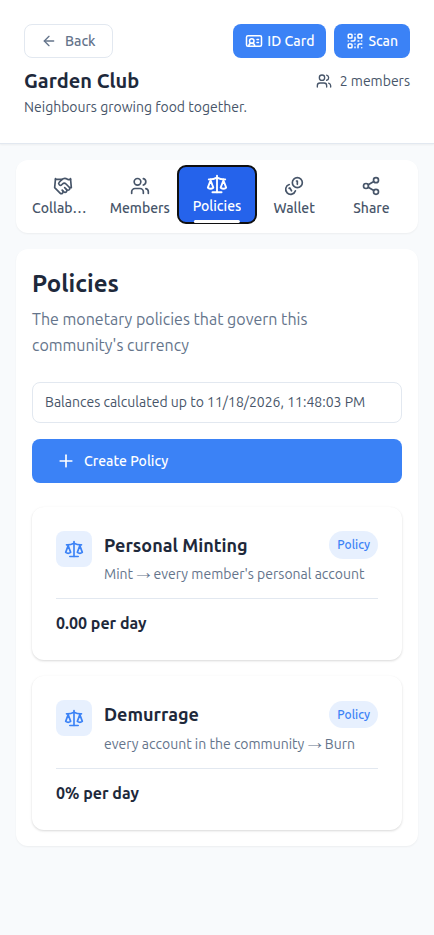 Back
ID Card
Scan
Garden Club
2 members
Neighbours growing food together.
Collab...
Members
Policies
Wallet
Share
Policies
The monetary policies that govern this
community's currency
Balances calculated up to 11/18/2026, 11:48:03 PM
Create Policy
Personal Minting
Policy
Mint → every member's personal account
0.00 per day
Demurrage
Policy
every account in the community → Burn
0% per day